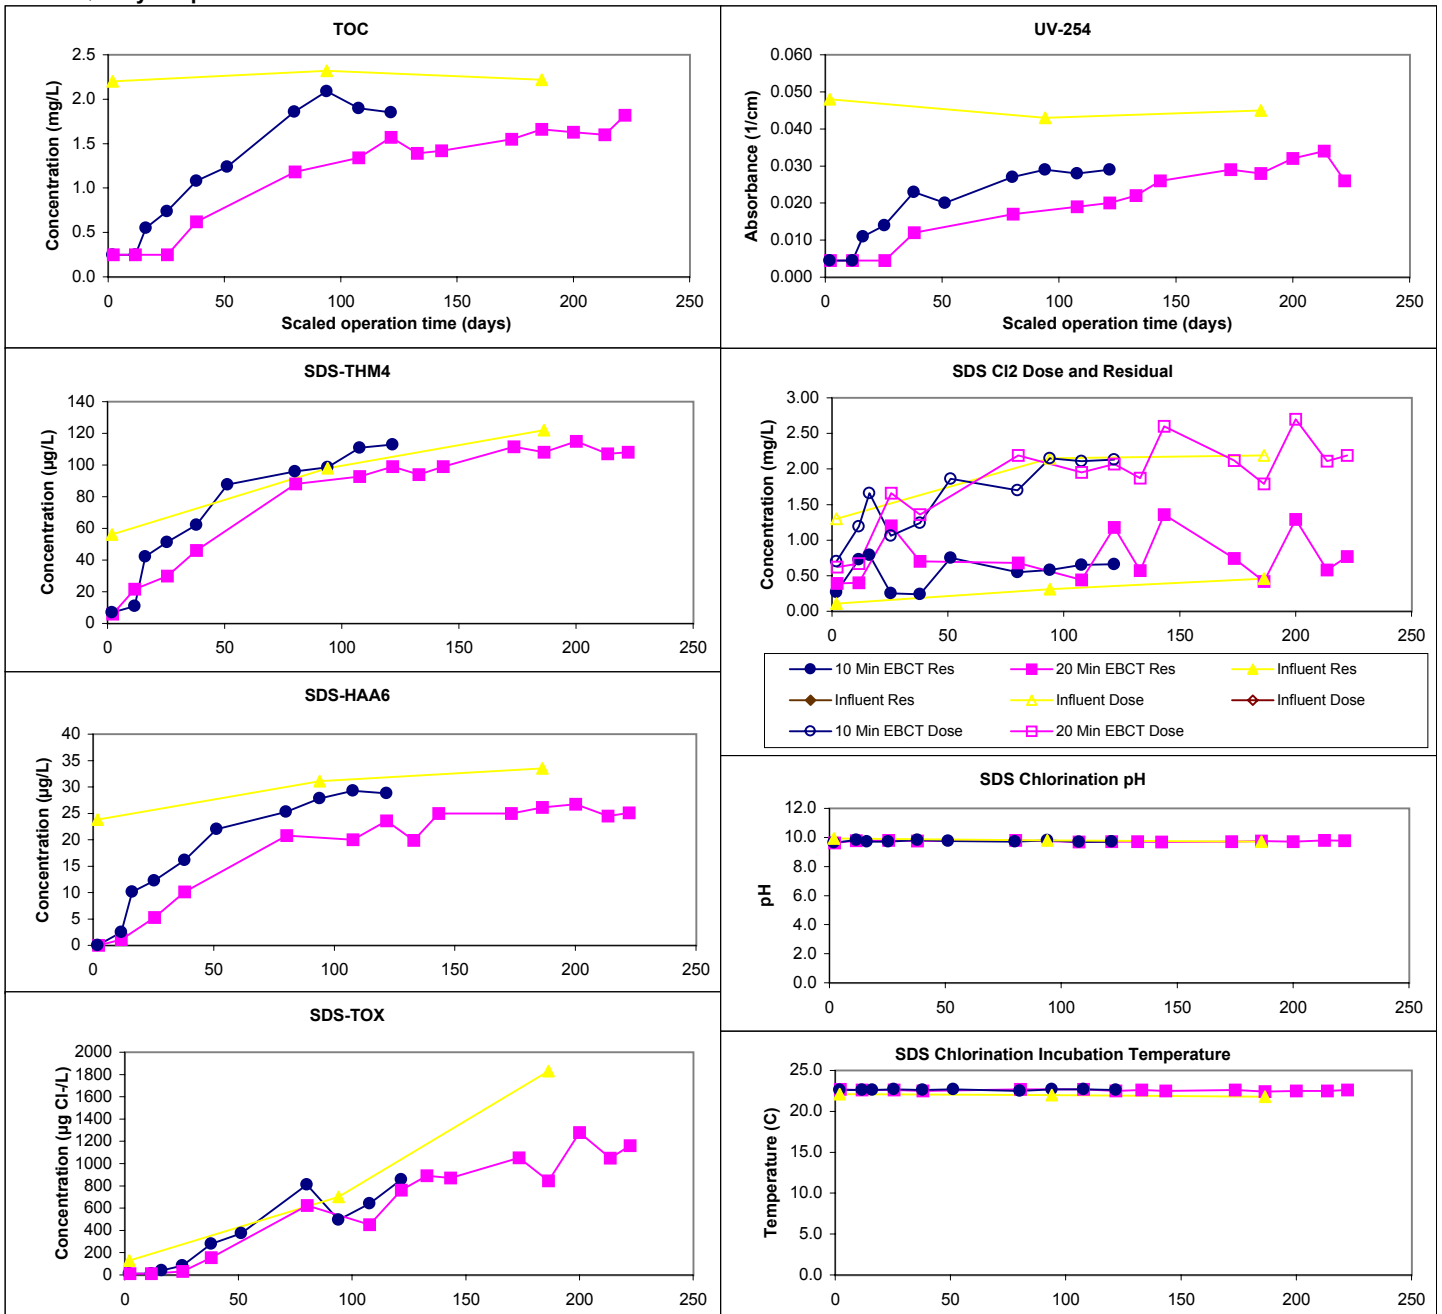 TOC
2.5
2.0
1.5
1.0
0.5
0.0
Concentration (mg/L)
0 50 100 150 200 250
Scaled operation time (days)
UV-254
0.060
0.050
0.040
0.030
0.020
0.010
0.000
Absorbance (1/cm)
0 50 100 150 200 250
Scaled operation time (days)
SDS-THM4
140
120
100
80
60
40
20
0
Concentration (µg/L)
0 50 100 150 200 250
SDS Cl2 Dose and Residual
3.00
2.50
2.00
1.50
1.00
0.50
0.00
Concentration (mg/L)
0 50 100 150 200 250
10 Min EBCT Res 20 Min EBCT Res Influent Res
Influent Res Influent Dose Influent Dose
10 Min EBCT Dose 20 Min EBCT Dose
SDS-HAA6
40
35
30
25
20
15
10
5
0
Concentration (µg/L)
0 50 100 150 200 250
SDS Chlorination pH
12.0
10.0
8.0
6.0
4.0
2.0
0.0
pH
0 50 100 150 200 250
SDS-TOX
2000
1800
1600
1400
1200
1000
800
600
400
200
0
Concentration (µg Cl-/L)
0 50 100 150 200 250
SDS Chlorination Incubation Temperature
25.0
20.0
15.0
10.0
5.0
0.0
Temperature (C)
0 50 100 150 200 250